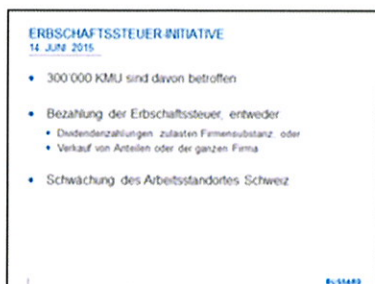 ERBSCHAFTSSTEUER-INITIATIVE
14. JUNI 2015
• 300'000 KMU sind davon betroffen
• Bezahlung der Erbschaftssteuer, entweder
• Dividendenzahlungen zulasten Firmensubstanz, oder
• Verkauf von Anteilen oder der ganzen Firma
• Schwächung des Arbeitsstandortes Schweiz